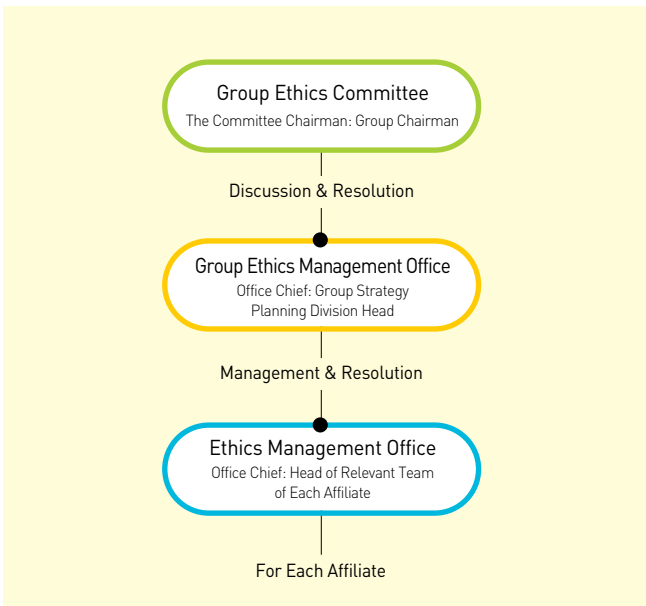 Group Ethics Committee
The Committee Chairman: Group Chairman
Discussion & Resolution
Group Ethics Management Office
Office Chief: Group Strategy
Planning Division Head
Management & Resolution
Ethics Management Office
Office Chief: Head of Relevant Team
of Each Affiliate
For Each Affiliate